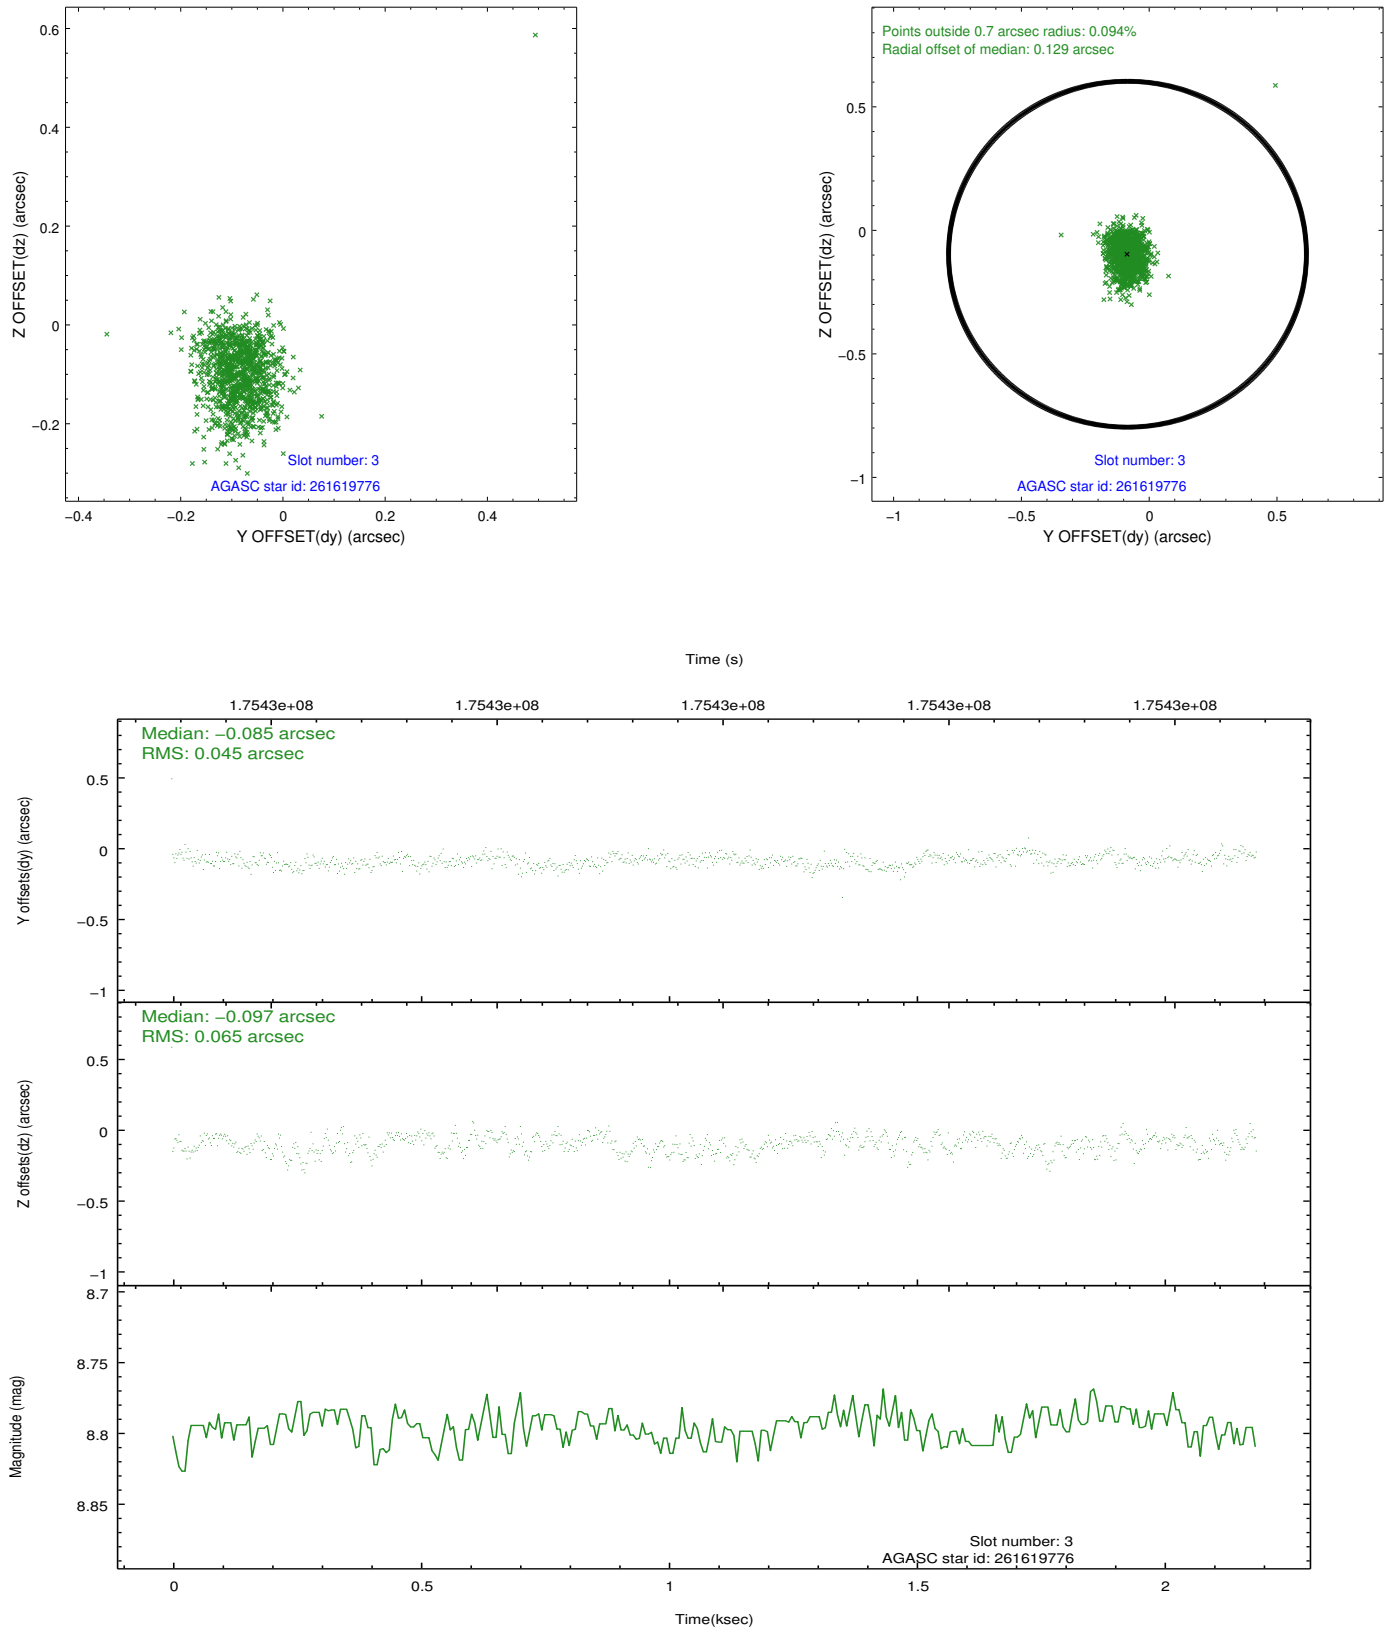 0.6
0.4
0.2
0
−0.2
Z OFFSET(dz) (arcsec)
−0.4
−0.2
0
0.2
0.4
Y OFFSET(dy) (arcsec)
Slot number: 3
AGASC star id: 261619776
Points outside 0.7 arcsec radius: 0.094%
Radial offset of median: 0.129 arcsec
0.5
0
−0.5
−1
Z OFFSET(dz) (arcsec)
−1
−0.5
0
0.5
Y OFFSET(dy) (arcsec)
Slot number: 3
AGASC star id: 261619776
Time (s)
1.7543e+08
1.7543e+08
1.7543e+08
1.7543e+08
1.7543e+08
Median: −0.085 arcsec
RMS: 0.045 arcsec
0.5
0
−0.5
−1
Y offsets(dy) (arcsec)
Median: −0.097 arcsec
RMS: 0.065 arcsec
0.5
0
−0.5
−1
Z offsets(dz) (arcsec)
8.7
8.75
8.8
8.85
Magnitude (mag)
Slot number: 3
AGASC star id: 261619776
0
0.5
1
1.5
2
Time(ksec)